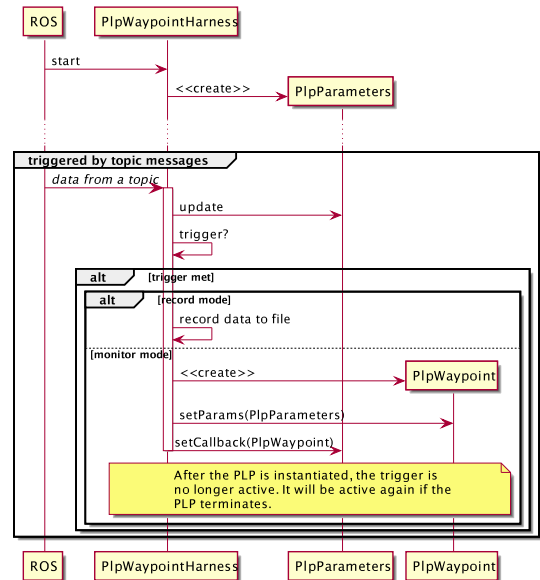 ROS PlpWaypointHarness
start
<<create>> PlpParameters
triggered by topic messages
data from a topic
update
trigger?
alt [trigger met]
alt [record mode]
record data to file
[monitor mode]
<<create>> PlpWaypoint
setParams(PlpParameters)
setCallback(PlpWaypoint)
After the PLP is instantiated, the trigger is
no longer active. It will be active again if the
PLP terminates.
ROS PlpWaypointHarness PlpParameters PlpWaypoint